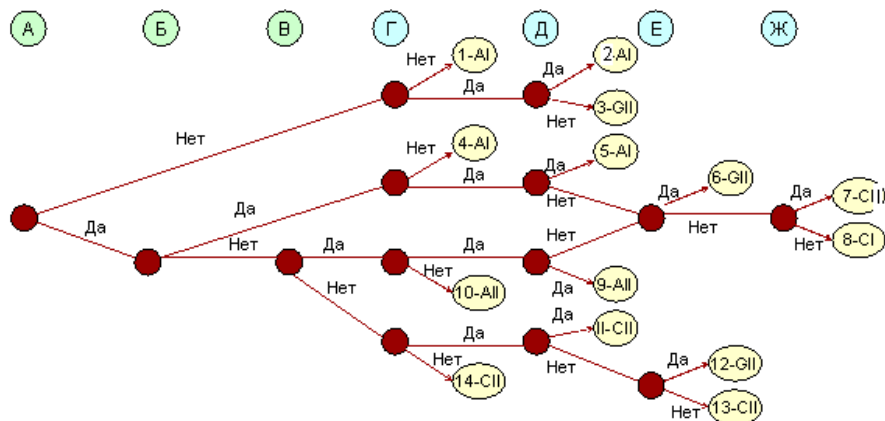 А Б В Г Д Е Ж
Нет 1-AI Да 2-AI
Да
Нет 3-GII
Нет
Нет 4-AI 5-AI
Да
Да 6-GII
Да Да Да 7-CII)
Нет
Да Нет Нет 8-CI
Нет Да Да Нет
Нет 9-AII
10-AII Да
Нет Да II-CII
Да
Нет Нет Да 12-GII
14-CII
Нет 13-CII